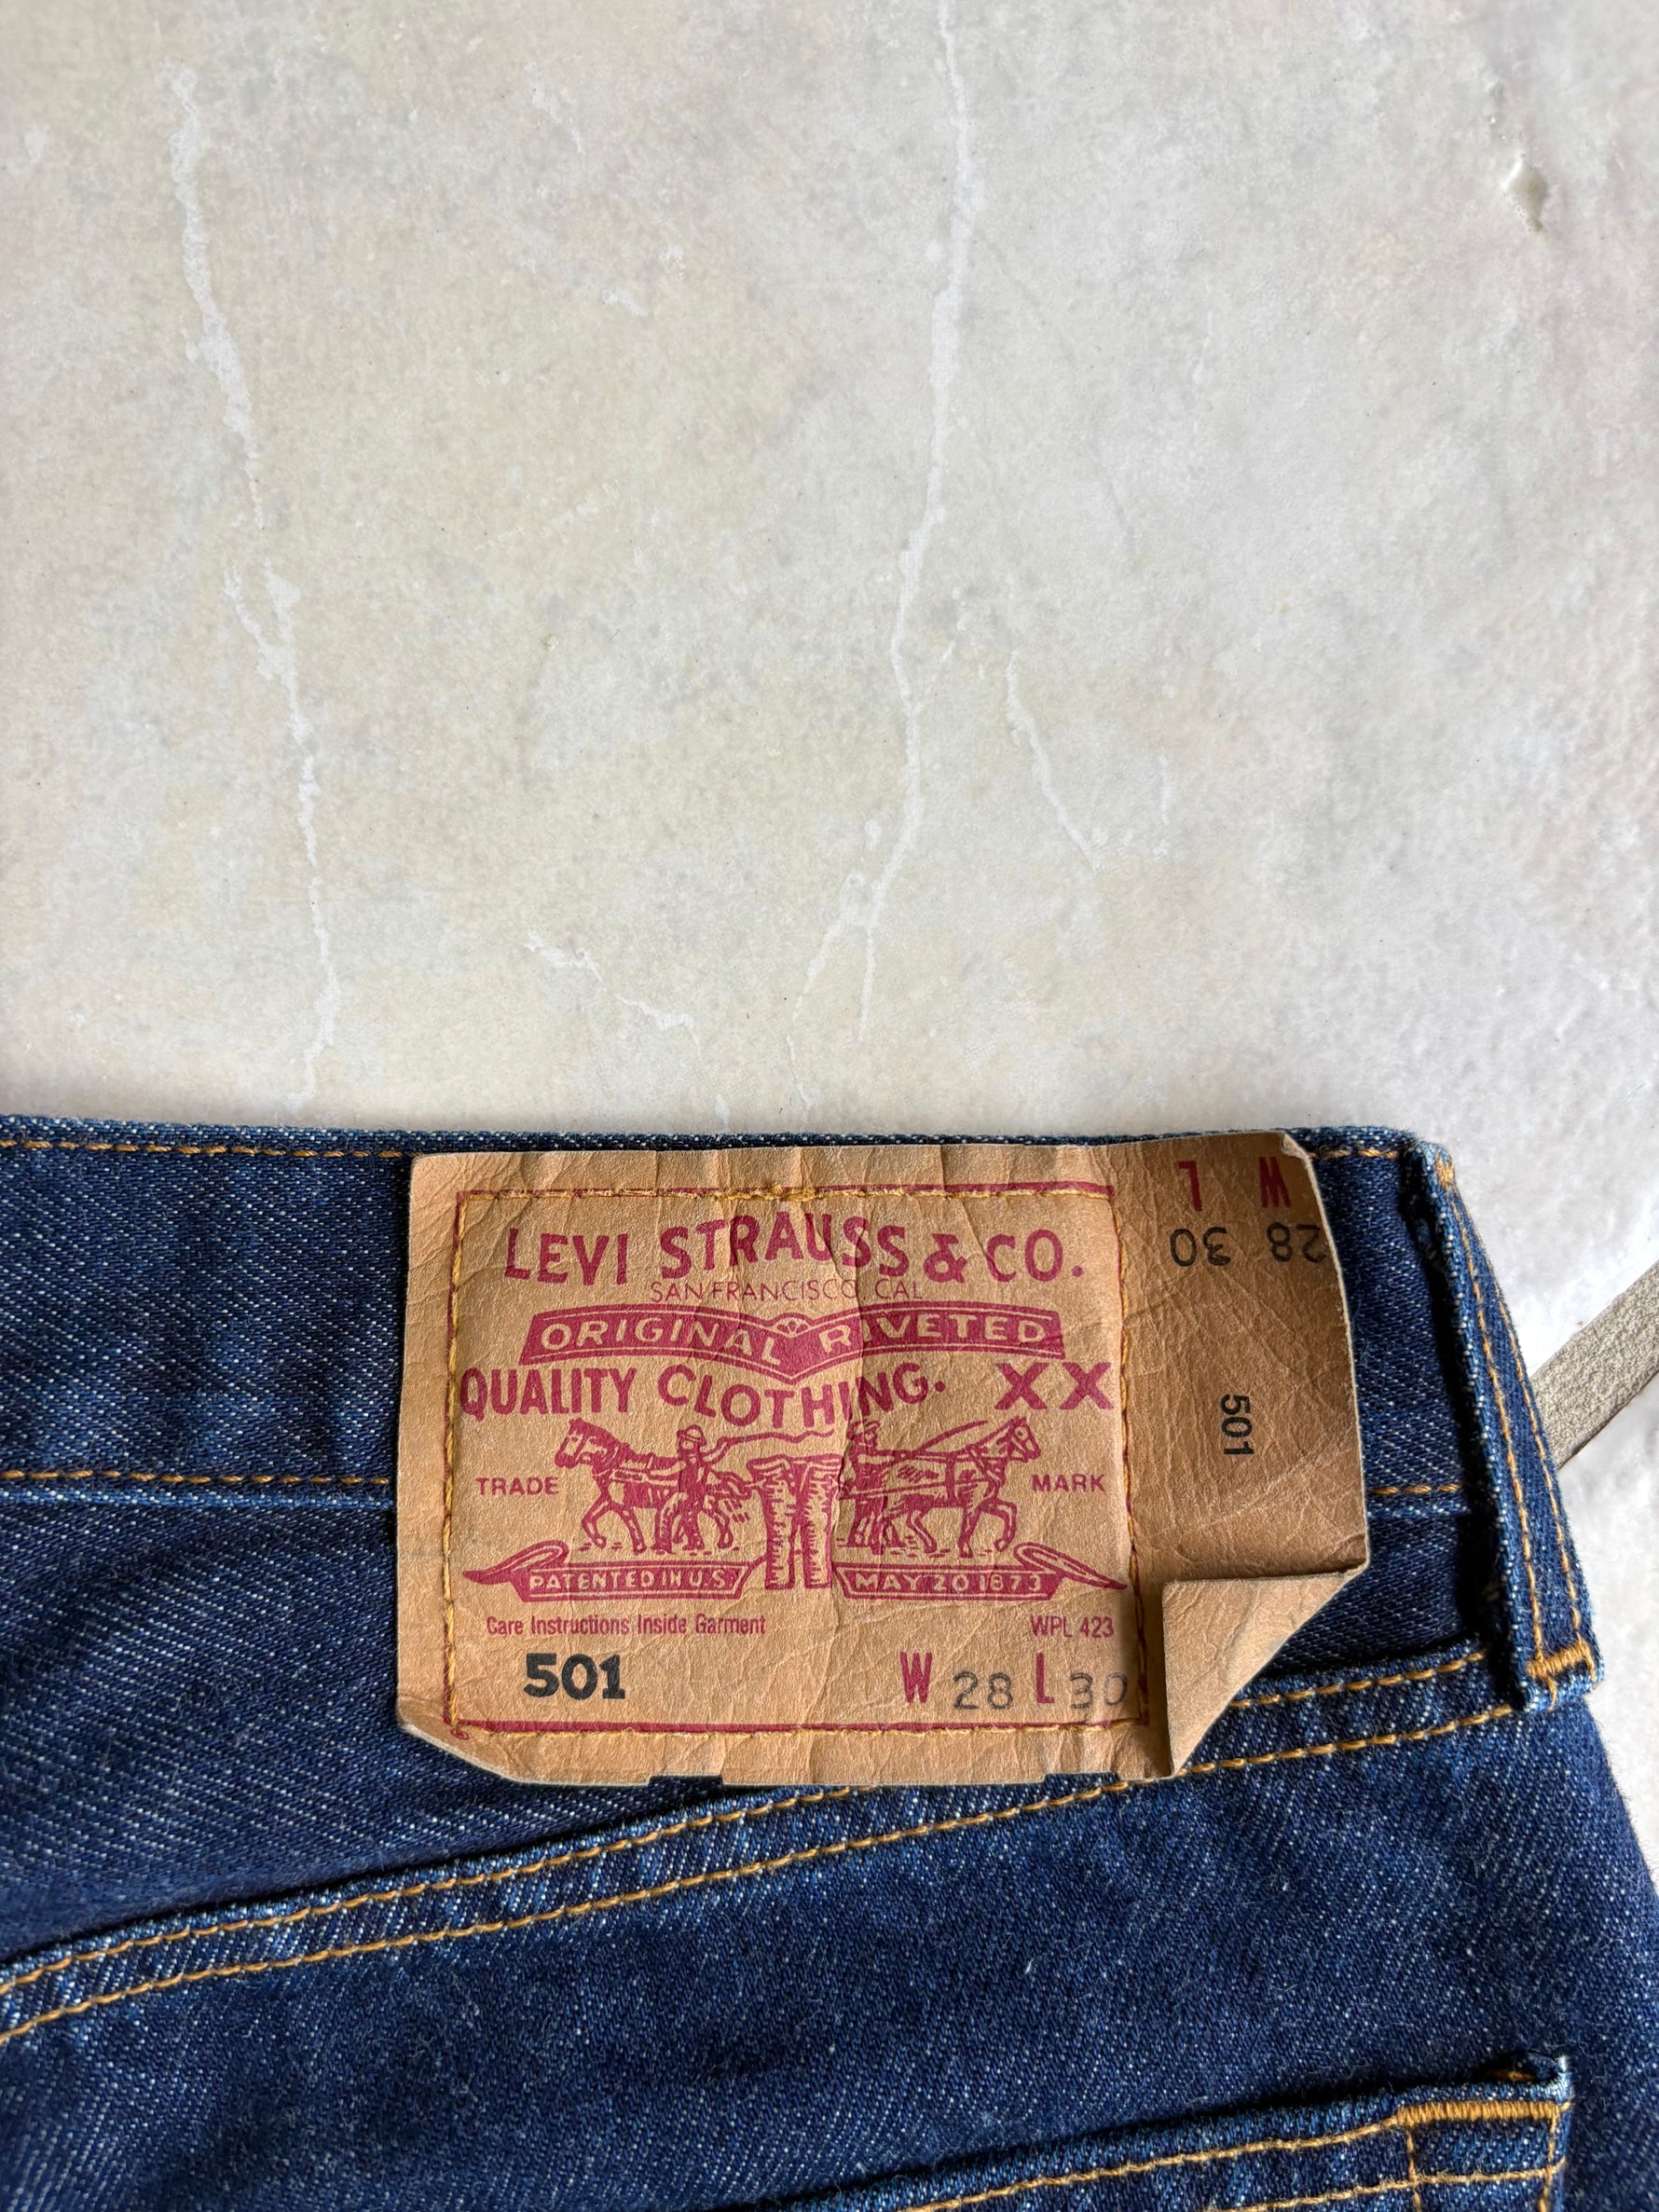 LEVI STRAUSS & CO.
SAN FRANCISCO, CAL
ORIGINAL RIVETED
QUALITY CLOTHING. XX
TRADE MARK
PATENTED IN U.S. MAY 20 1873
Care Instructions Inside Garment WPL 423
501 W 28 L 30
W L
28 30
501